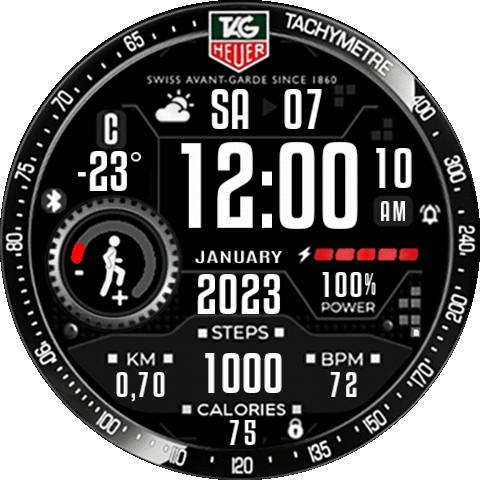 TAG
HEUER
TACHYMETRE
SWISS AVANT-GARDE SINCE 1860
SA 07
C
-23°
12:00 10
AM
JANUARY
2023
100%
POWER
STEPS
1000
KM
0,70
BPM
72
CALORIES
75
- +
400
300
240
200
170
150
135
120
110
100
90
80
75
70
65